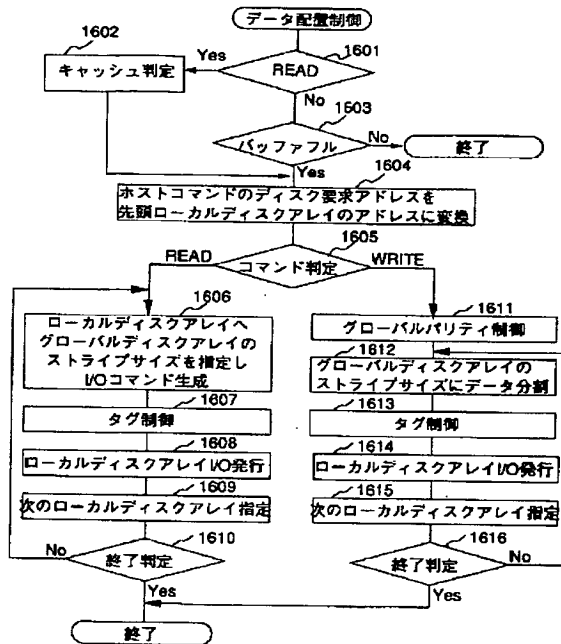 データ配置制御
1602
1601
Yes
READ
キャッシュ判定
No
1603
バッファフル
No
終了
Yes
1604
ホストコマンドのディスク要求アドレスを
先頭ローカルディスクアレイのアドレスに変換
1605
READ
コマンド判定
WRITE
1606
ローカルディスクアレイへ
グローバルディスクアレイの
ストライプサイズを指定し
I/Oコマンド生成
1607
タグ制御
1608
ローカルディスクアレイI/O発行
1609
次のローカルディスクアレイ指定
1610
No
終了判定
Yes
1611
グローバルパリティ制御
1612
グローバルディスクアレイの
ストライプサイズにデータ分割
1613
タグ制御
1614
ローカルディスクアレイI/O発行
1615
次のローカルディスクアレイ指定
1616
終了判定
No
Yes
終了